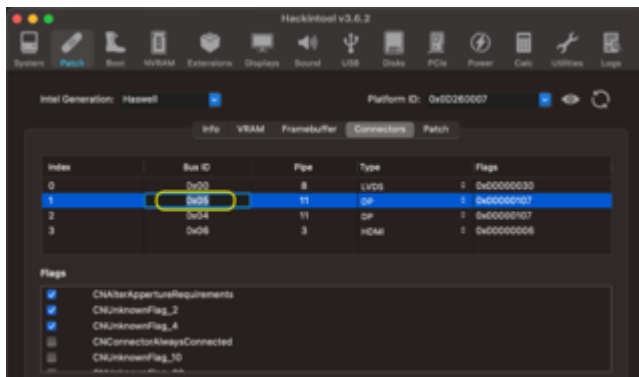 Hackintool v3.6.2
System Patch Boot NVRAM Extensions Displays Sound USB Disks PCIe Power Calc Utilities Logs
Intel Generation: Haswell Platform ID: 0x0D260007
Info VRAM Framebuffer Connectors Patch
Index Bus ID Pipe Type Flags
0 0x00 8 LVDS 0x00000030
1 0x05 11 DP 0x00000107
2 0x04 11 DP 0x00000107
3 0x06 3 HDMI 0x00000006
Flags
CNAlterAppertureRequirements
CNUnknownFlag_2
CNUnknownFlag_4
CNConnectorAlwaysConnected
CNUnknownFlag_10